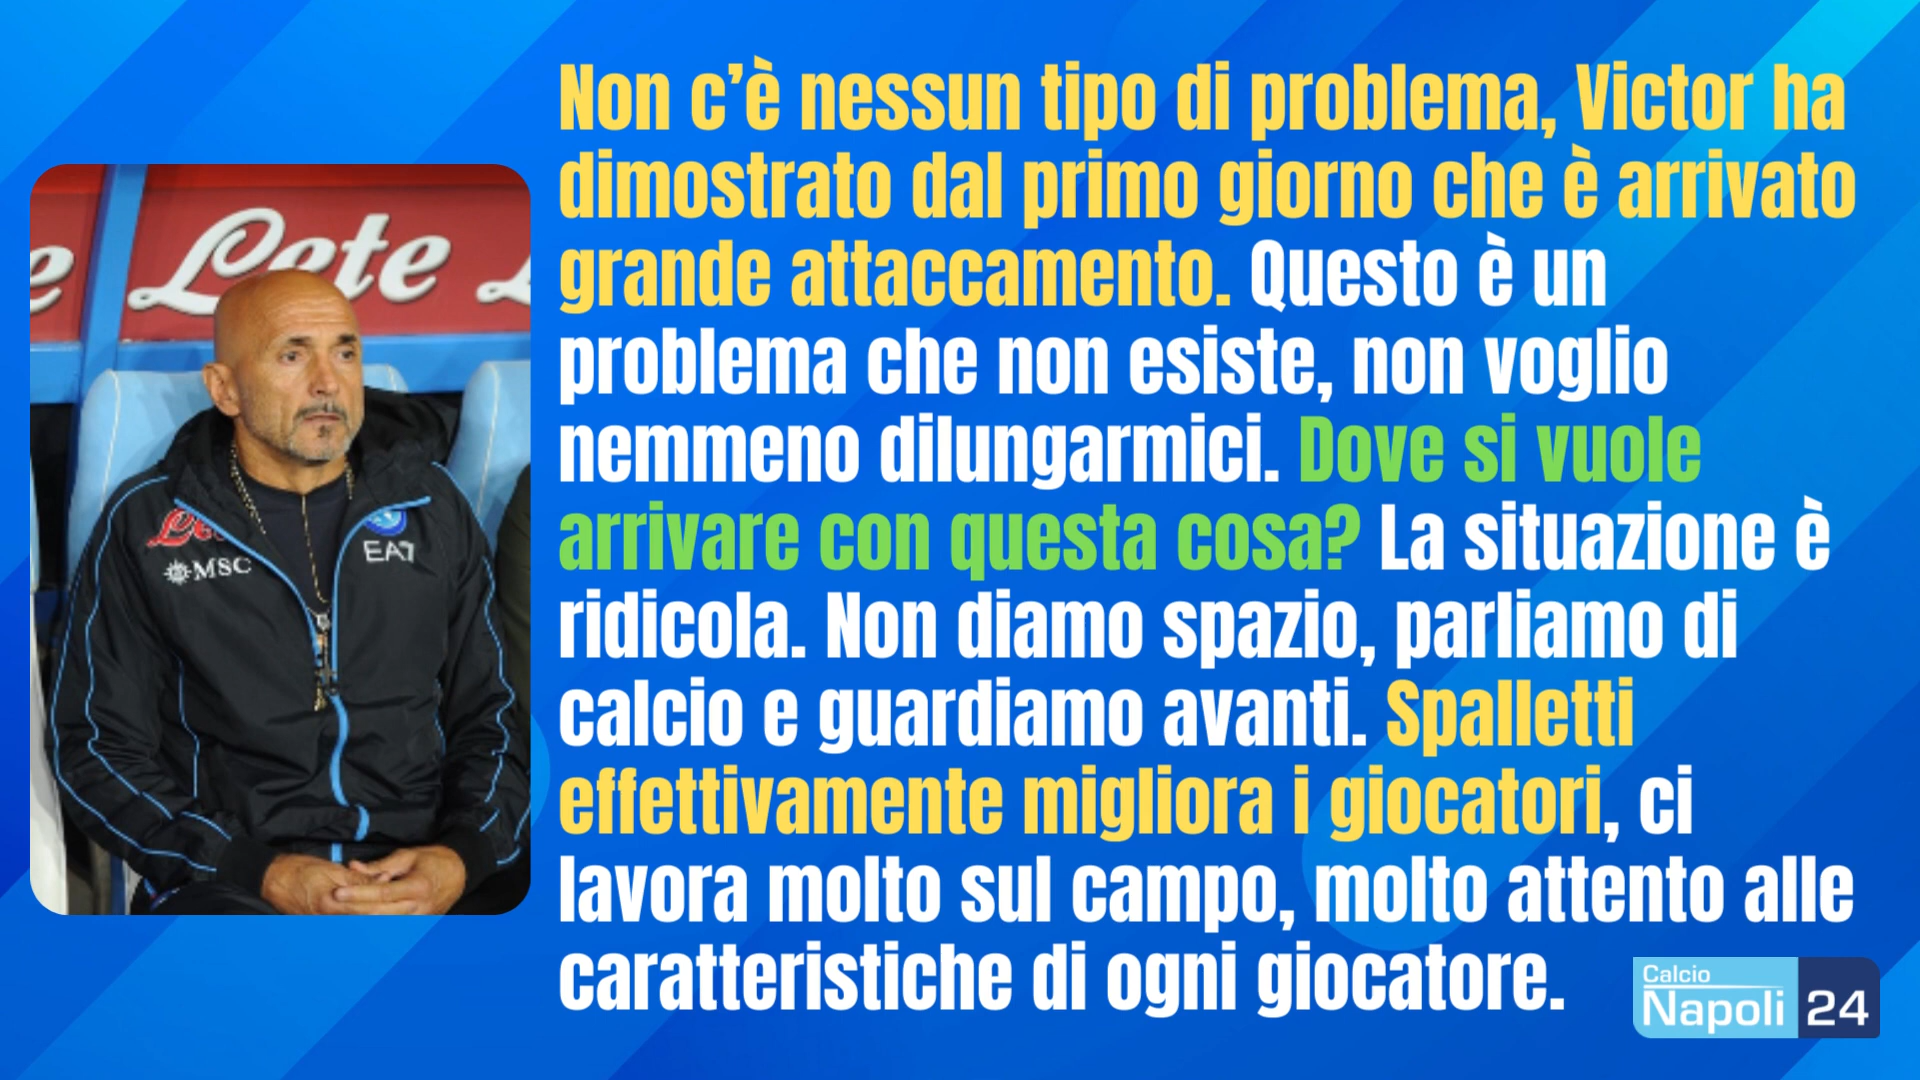 Non c’è nessun tipo di problema, Victor ha
dimostrato dal primo giorno che è arrivato
grande attaccamento. Questo è un
problema che non esiste, non voglio
nemmeno dilungarmici. Dove si vuole
arrivare con questa cosa? La situazione è
ridicola. Non diamo spazio, parliamo di
calcio e guardiamo avanti. Spalletti
effettivamente migliora i giocatori, ci
lavora molto sul campo, molto attento alle
caratteristiche di ogni giocatore.
Lete
MSC
EA7
Calcio
Napoli 24